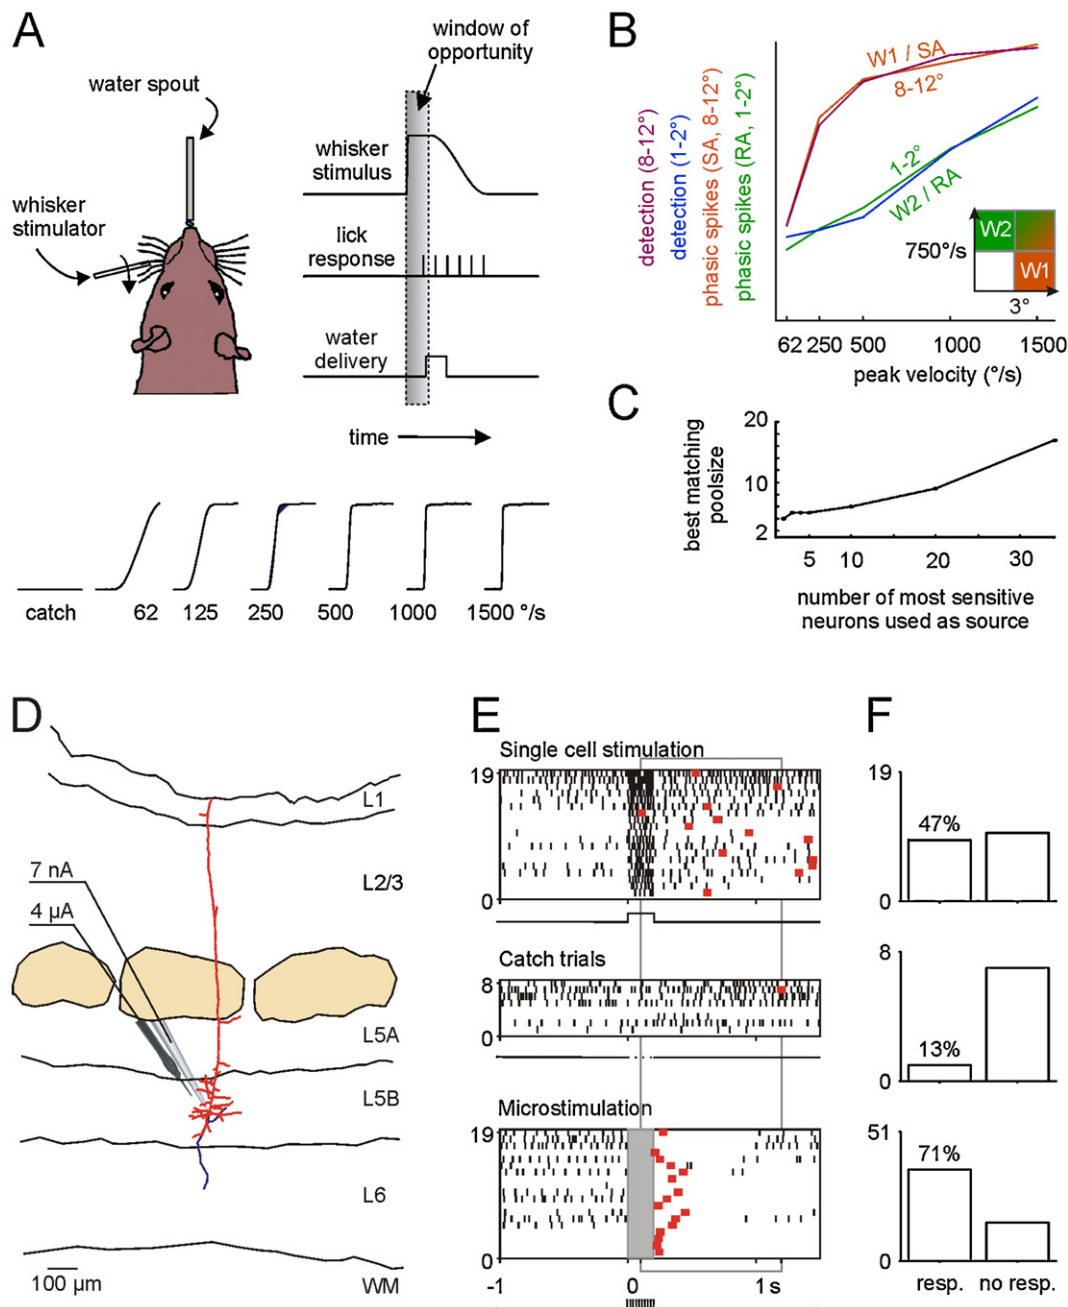 A
window of
opportunity
water spout
whisker
stimulator
whisker
stimulus
lick
response
water
delivery
time
catch
62
125
250
500
1000
1500 °/s
B
detection (8-12°)
detection (1-2°)
phasic spikes (SA, 8-12°)
phasic spikes (RA, 1-2°)
W1 / SA
8-12°
1-2°
W2 / RA
W2
750°/s
W1
3°
62 250 500 1000 1500
peak velocity (°/s)
C
best matching
poolsize
20
10
2
5 10 20 30
number of most sensitive
neurons used as source
D
L1
L2/3
7 nA
4 µA
L5A
L5B
L6
WM
100 µm
E
Single cell stimulation
19
0
Catch trials
8
0
Microstimulation
19
0
-1 0 1 s
F
19
47%
0
8
13%
0
51
71%
0
resp. no resp.